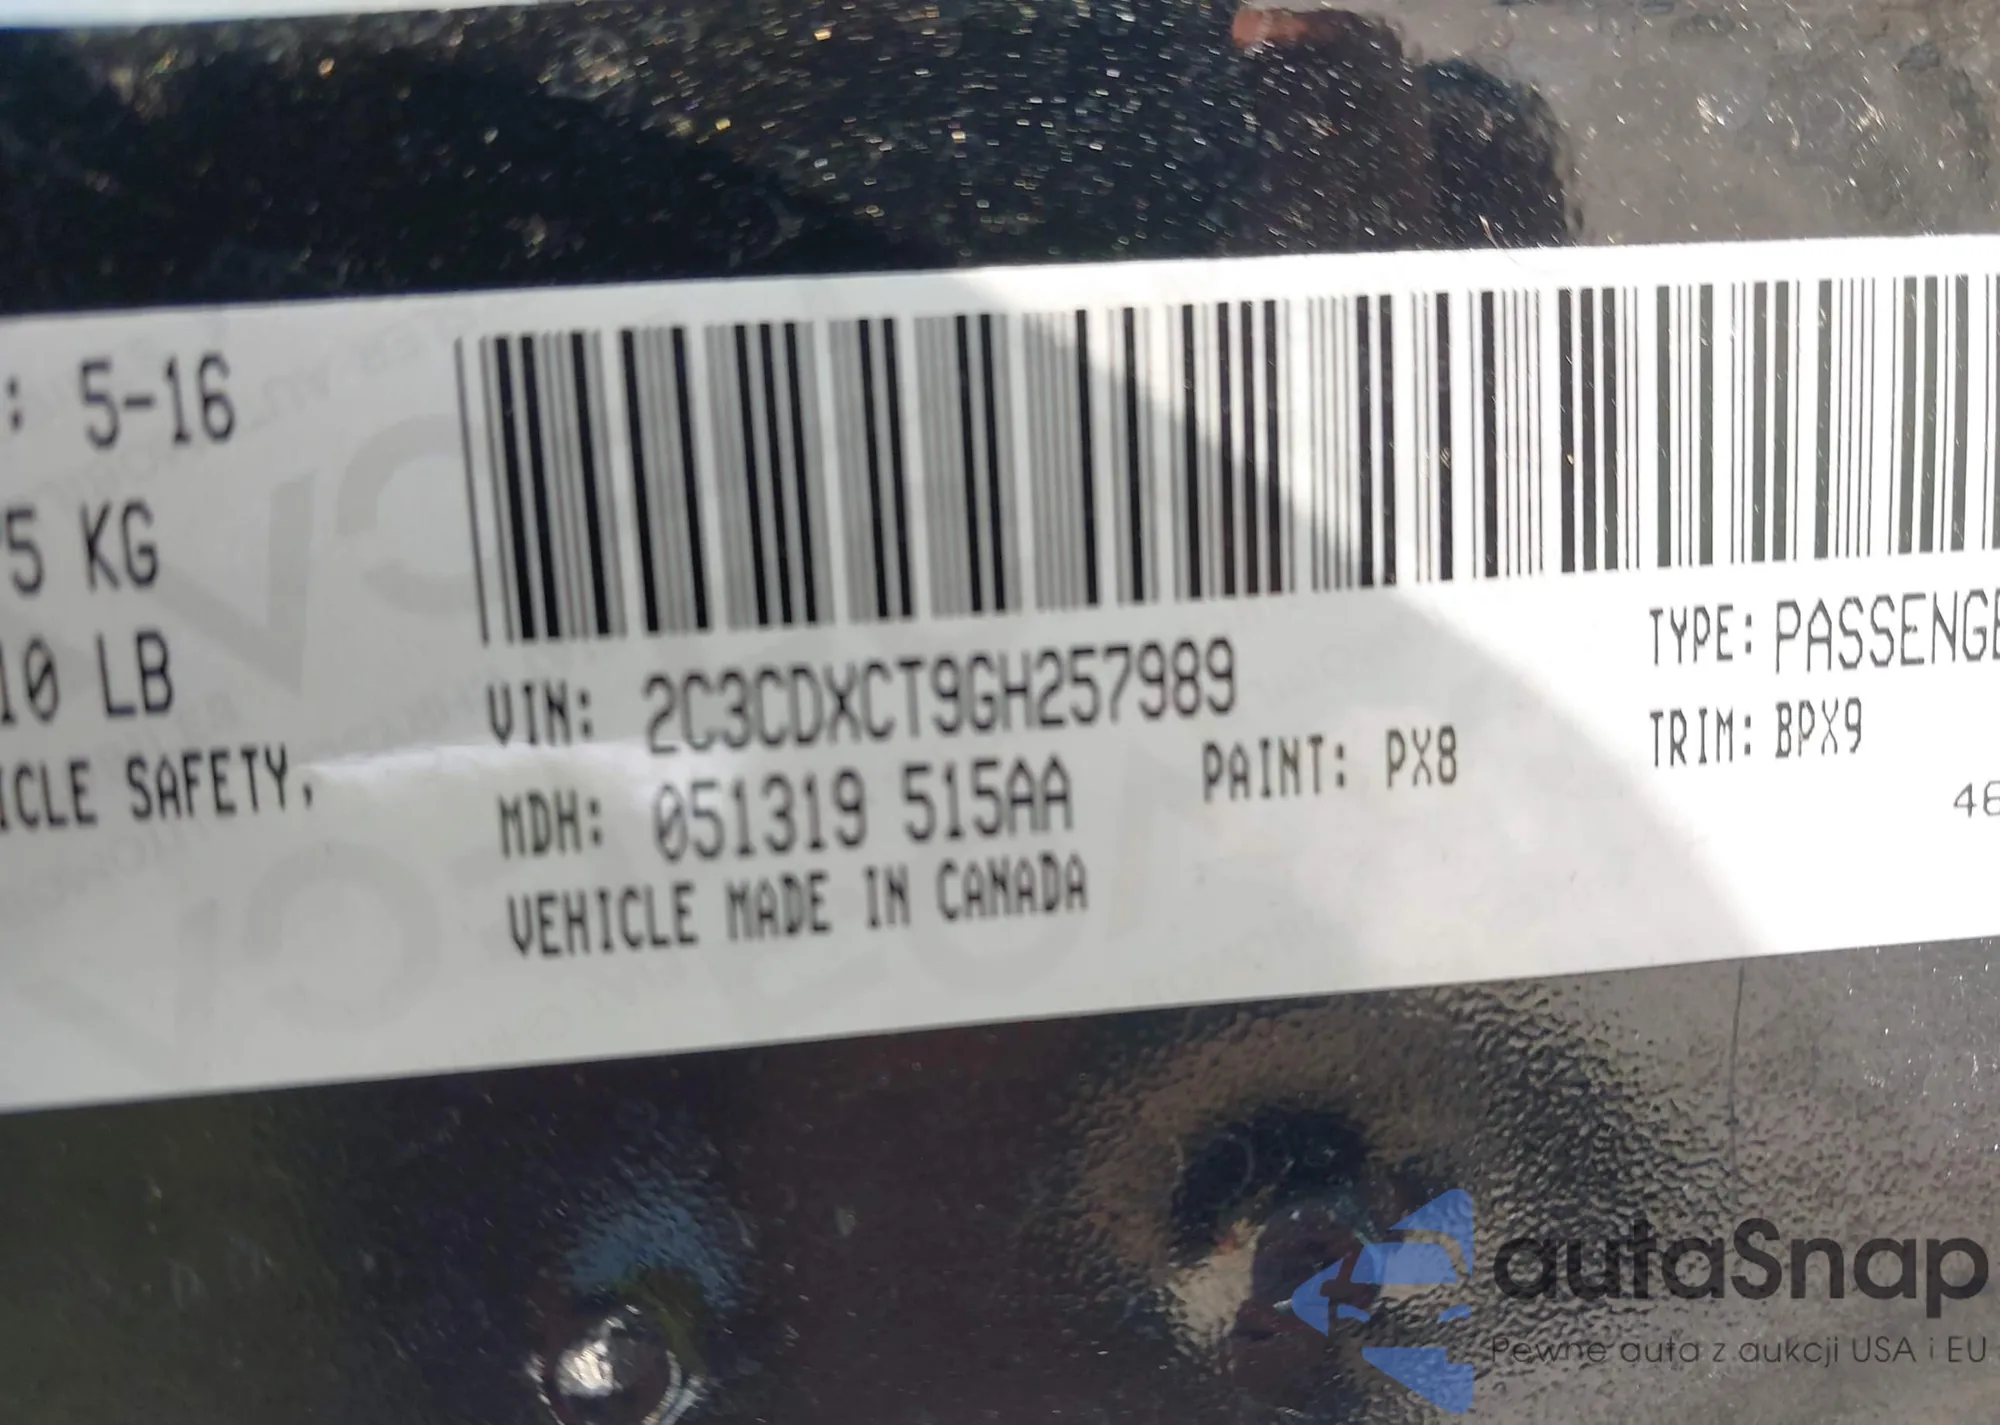 : 5-16
5 KG
10 LB
ICLE SAFETY,
VIN: 2C3CDXCT9GH257989
MDH: 051319 515AA
PAINT: PX8
VEHICLE MADE IN CANADA
TYPE: PASSENGE
TRIM: BPX9
46
autaSnap
Pewne auta z aukcji USA i EU